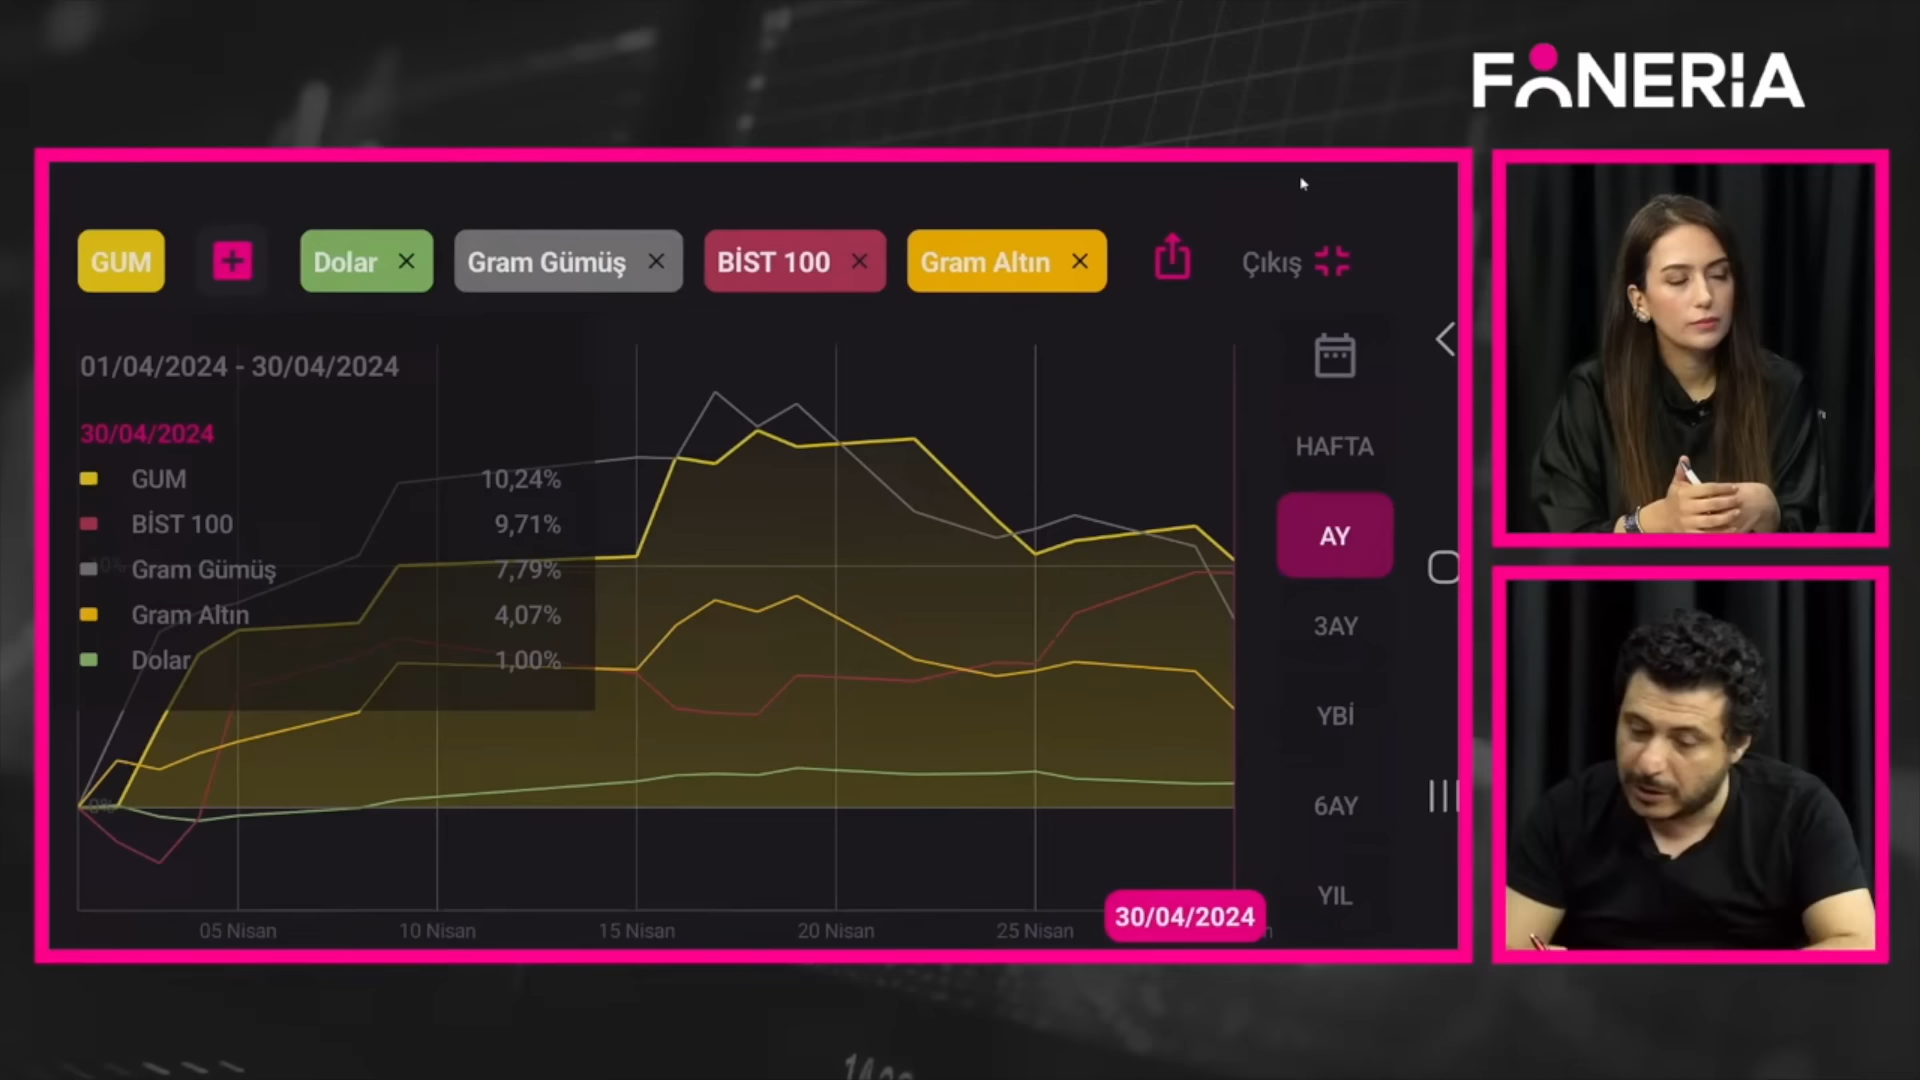 FONERIA
GUM
Dolar ×
Gram Gümüş ×
BİST 100 ×
Gram Altın ×
Çıkış
01/04/2024 - 30/04/2024
30/04/2024
GUM 10,24%
BİST 100 9,71%
Gram Gümüş 7,79%
Gram Altın 4,07%
Dolar 1,00%
0%
05 Nisan
10 Nisan
15 Nisan
20 Nisan
25 Nisan
30/04/2024
HAFTA
AY
3AY
YBİ
6AY
YIL